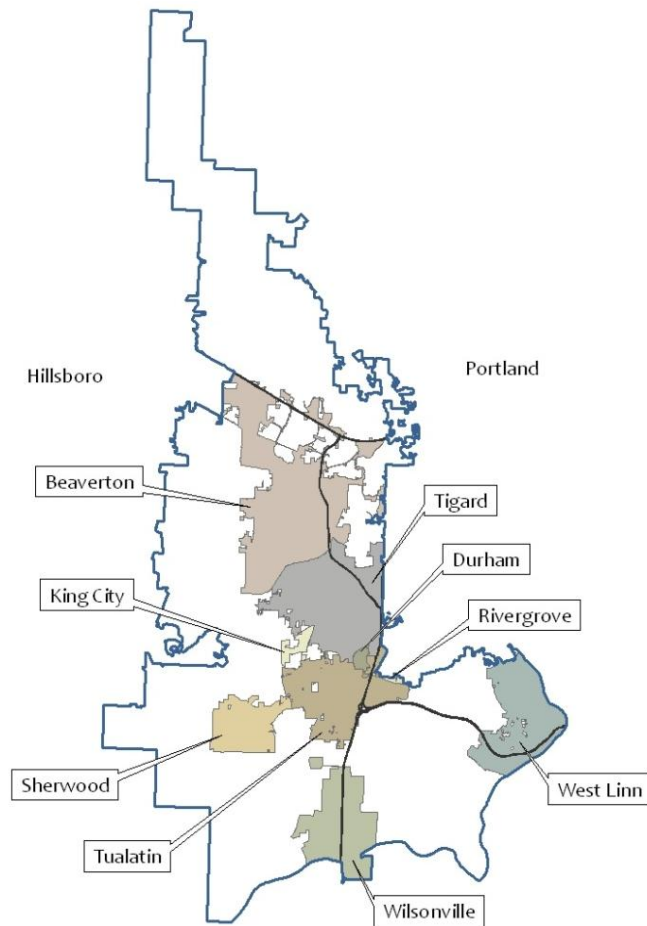 Hillsboro
Portland
Beaverton
Tigard
Durham
King City
Rivergrove
Sherwood
West Linn
Tualatin
Wilsonville